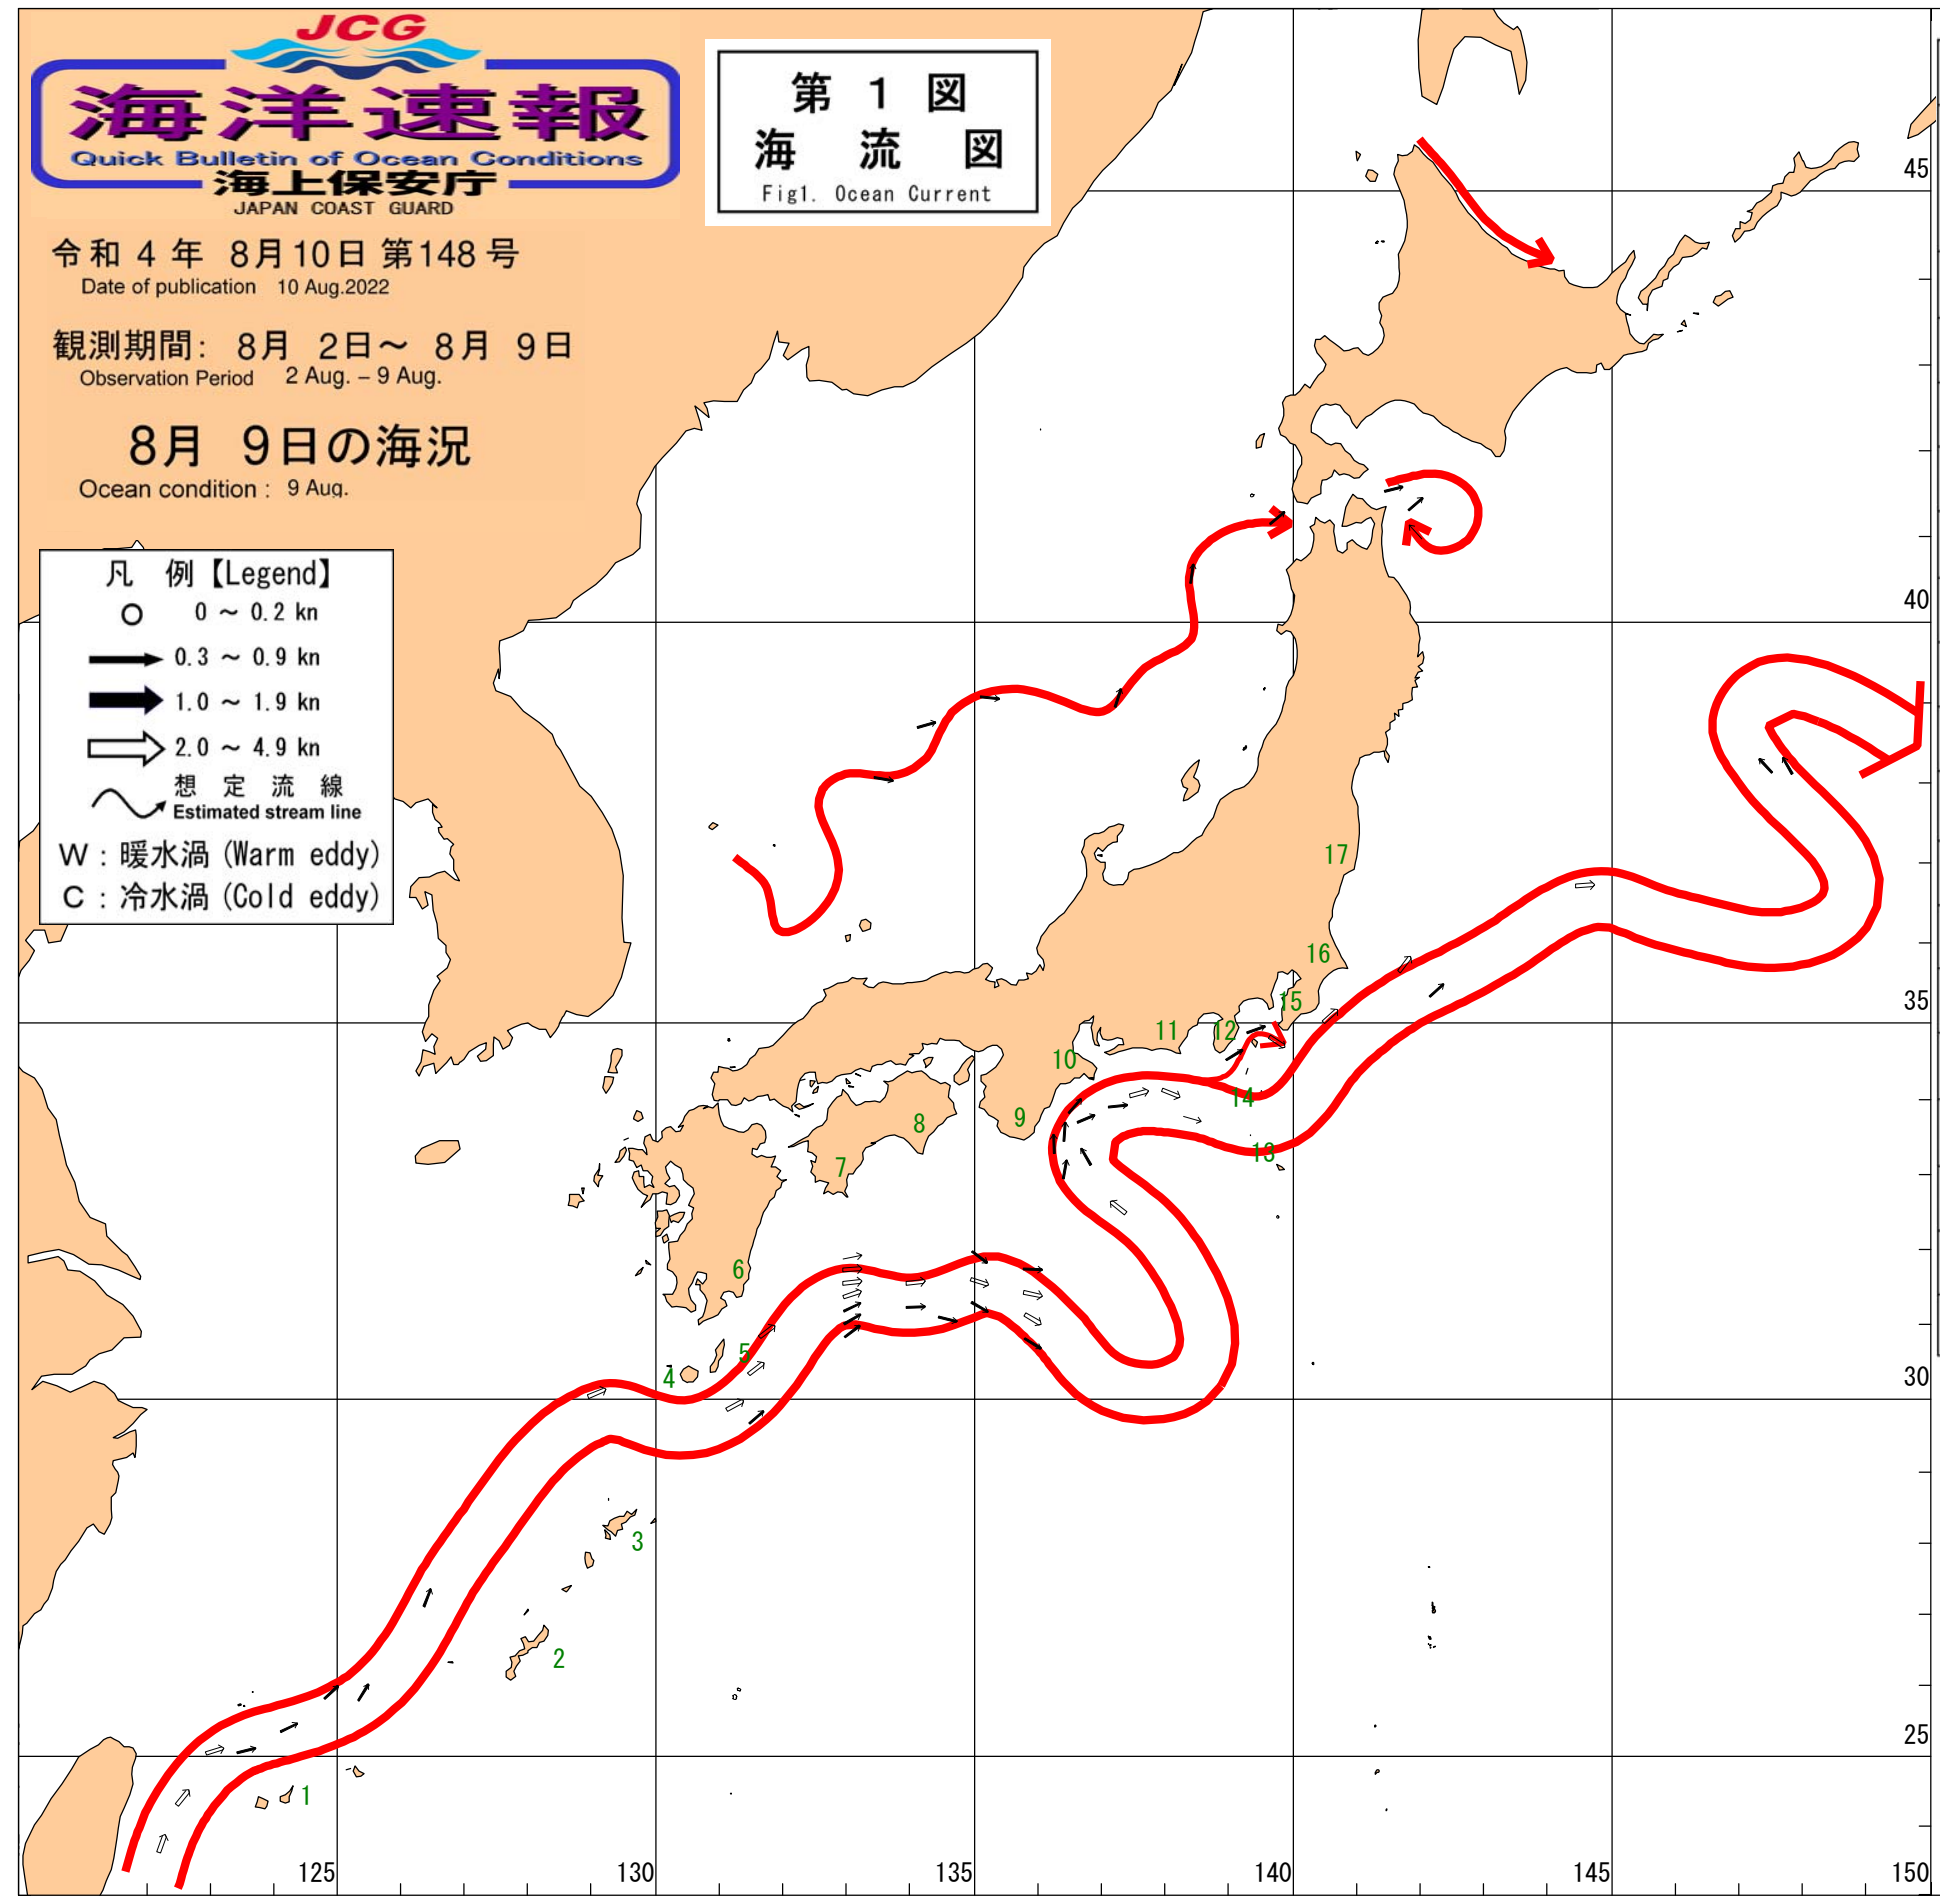 JCG
海洋速報
Quick Bulletin of Ocean Conditions
海上保安庁
JAPAN COAST GUARD
第 1 図
海 流 図
Fig1. Ocean Current
令和 4 年 8月10日 第148号
Date of publication 10 Aug.2022
観測期間: 8月 2日～ 8月 9日
Observation Period 2 Aug. – 9 Aug.
8月 9日の海況
Ocean condition : 9 Aug.
凡 例【Legend】
0 ～ 0.2 kn
0.3 ～ 0.9 kn
1.0 ～ 1.9 kn
2.0 ～ 4.9 kn
想 定 流 線
Estimated stream line
W : 暖水渦 (Warm eddy)
C : 冷水渦 (Cold eddy)
45
40
17
16
35
15
12
11
10
14
9
8
13
7
6
5
4
30
3
2
25
1
125
130
135
140
145
150